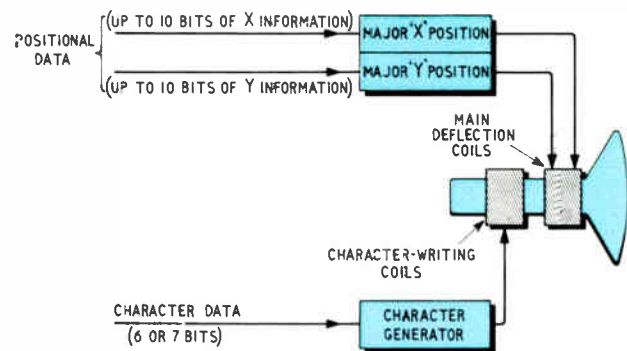 (UP TO 10 BITS OF X INFORMATION)
POSITIONAL
DATA
(UP TO 10 BITS OF Y INFORMATION)
MAJOR 'X' POSITION
MAJOR 'Y' POSITION
MAIN
DEFLECTION
COILS
CHARACTER-WRITING
COILS
CHARACTER DATA
(6 OR 7 BITS)
CHARACTER
GENERATOR